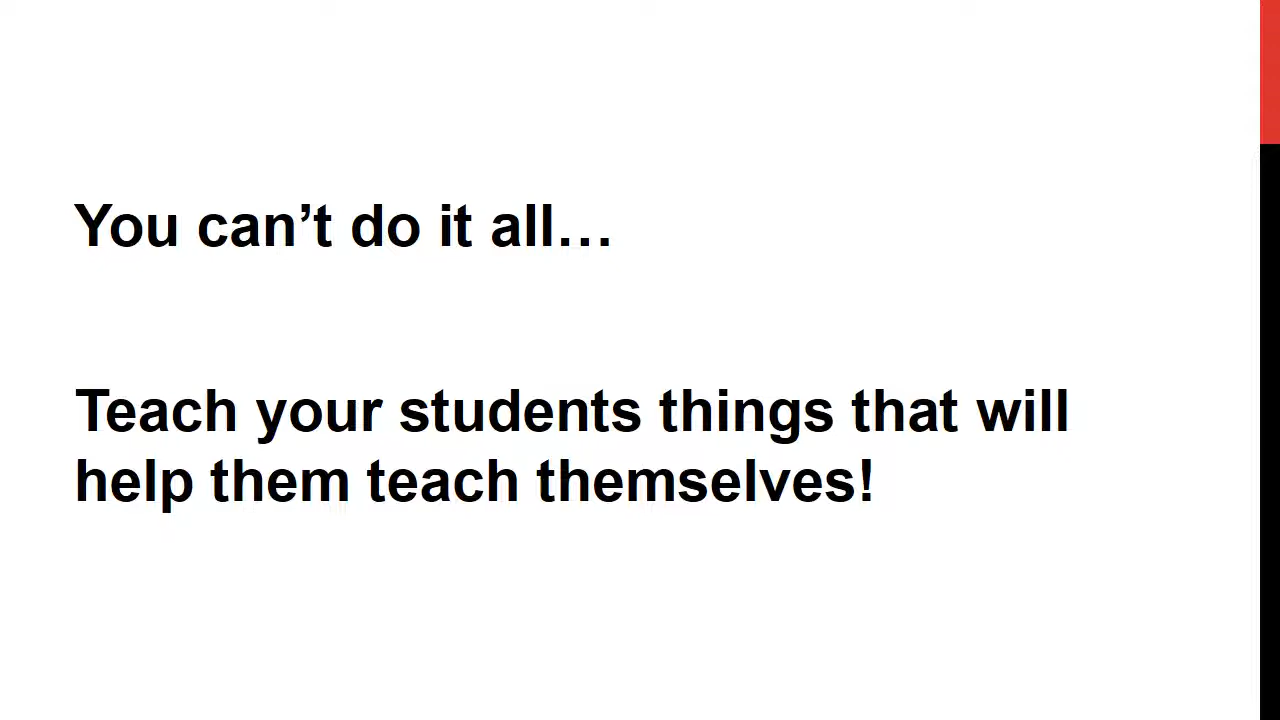 You can’t do it all…
Teach your students things that will
help them teach themselves!